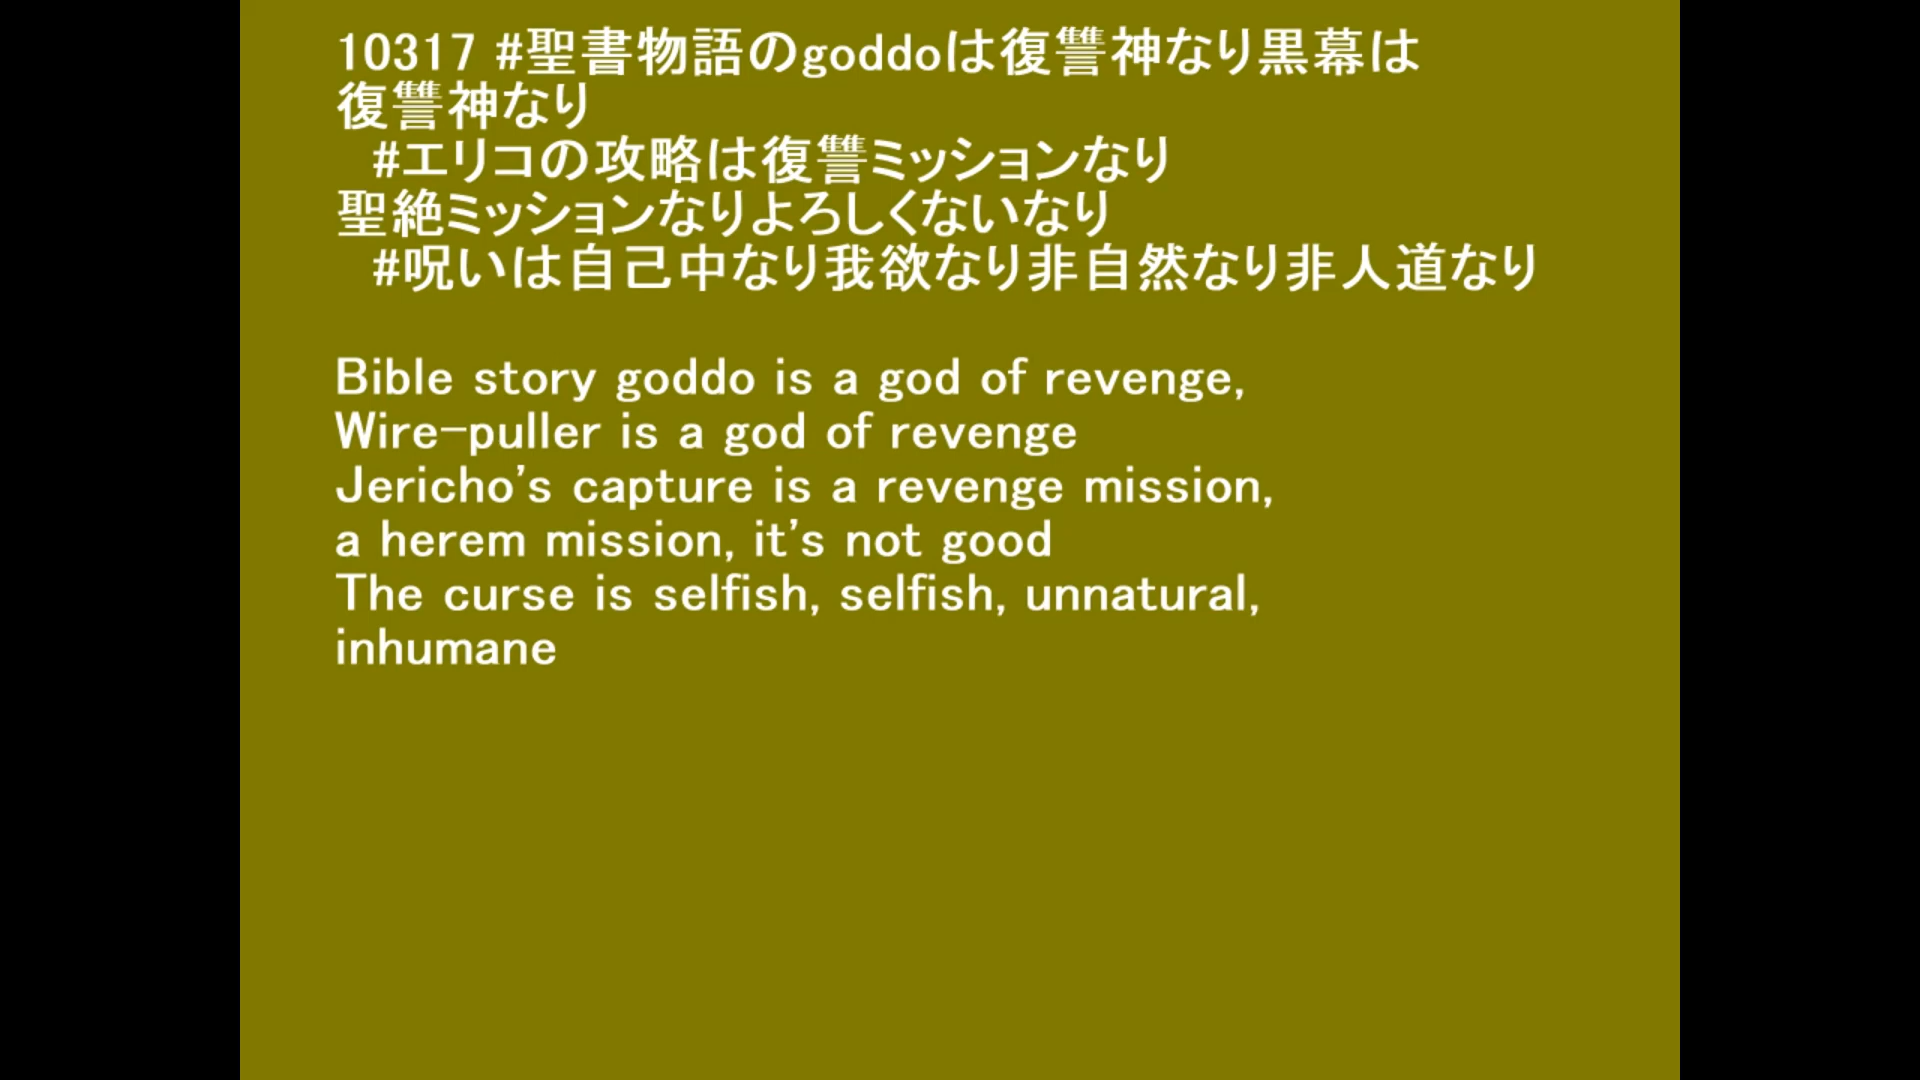 10317 #聖書物語のgoddoは復讐神なり黒幕は
復讐神なり
#エリコの攻略は復讐ミッションなり
聖絶ミッションなりよろしくないなり
#呪いは自己中なり我欲なり非自然なり非人道なり
Bible story goddo is a god of revenge,
Wire-puller is a god of revenge
Jericho's capture is a revenge mission,
a herem mission, it's not good
The curse is selfish, selfish, unnatural,
inhumane